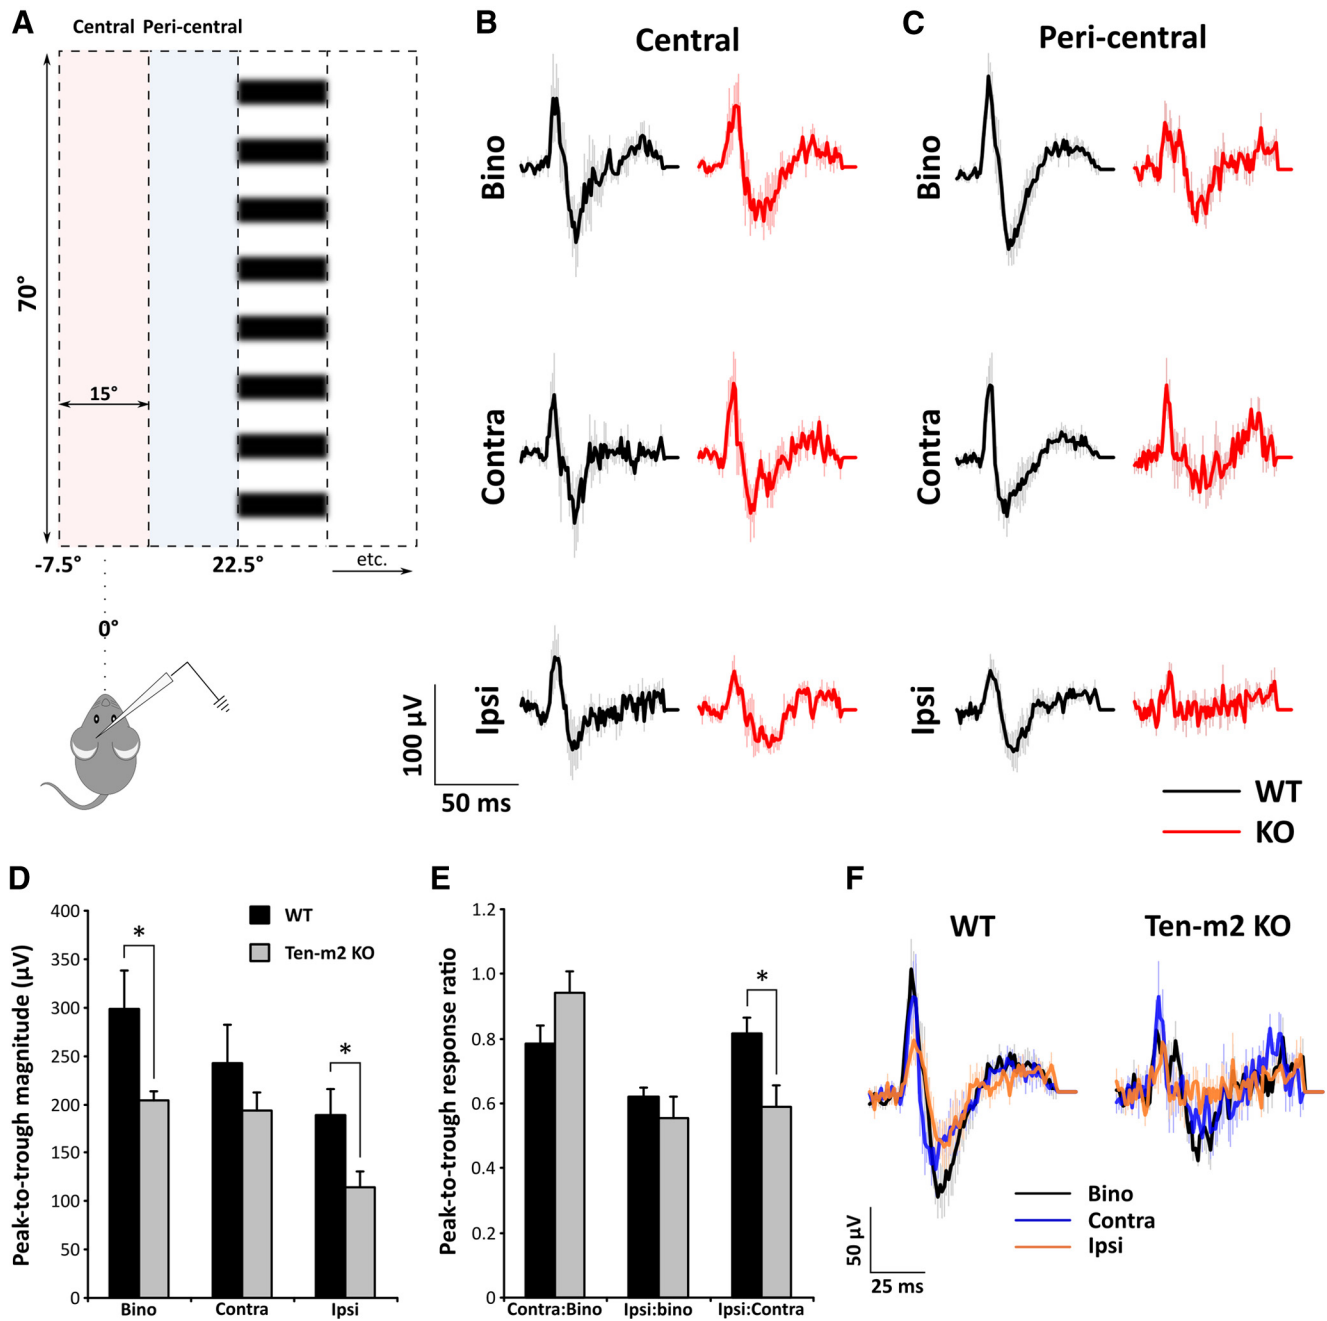 A
Central Peri-central
70°
15°
-7.5°
22.5°
etc.
0°
B
Central
Bino
Contra
Ipsi
100 µV
50 ms
C
Peri-central
Bino
Contra
Ipsi
WT
KO
D
Peak-to-trough magnitude (µV)
400
350
300
250
200
150
100
50
0
*
*
WT
Ten-m2 KO
Bino
Contra
Ipsi
E
Peak-to-trough response ratio
1.2
1.0
0.8
0.6
0.4
0.2
0
*
Contra:Bino
Ipsi:bino
Ipsi:Contra
F
WT
Ten-m2 KO
Bino
Contra
Ipsi
50 µV
25 ms